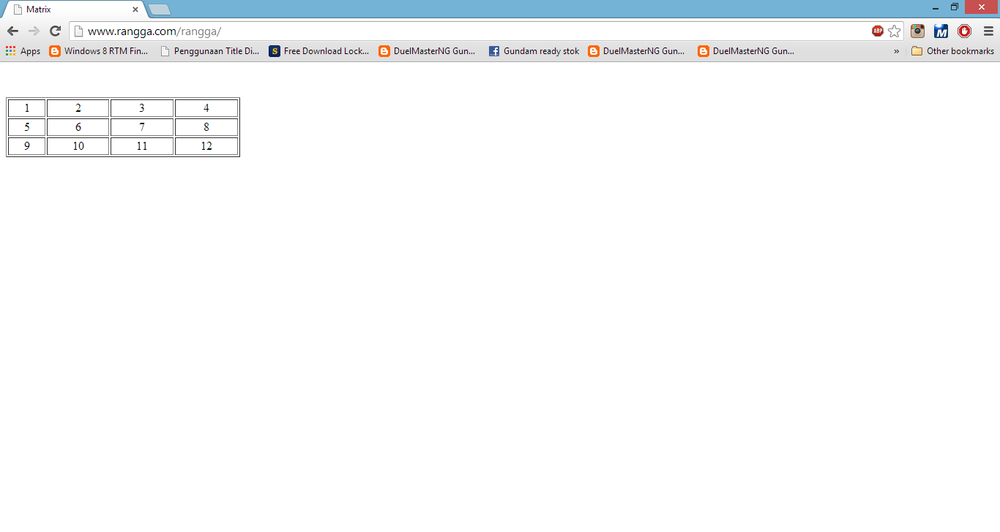 Matrix
www.rangga.com/rangga/
ABP
M
Apps Windows 8 RTM Fin... Penggunaan Title Di... S Free Download Lock... DuelMasterNG Gun... Gundam ready stok DuelMasterNG Gun... DuelMasterNG Gun... » Other bookmarks
1 2 3 4
5 6 7 8
9 10 11 12